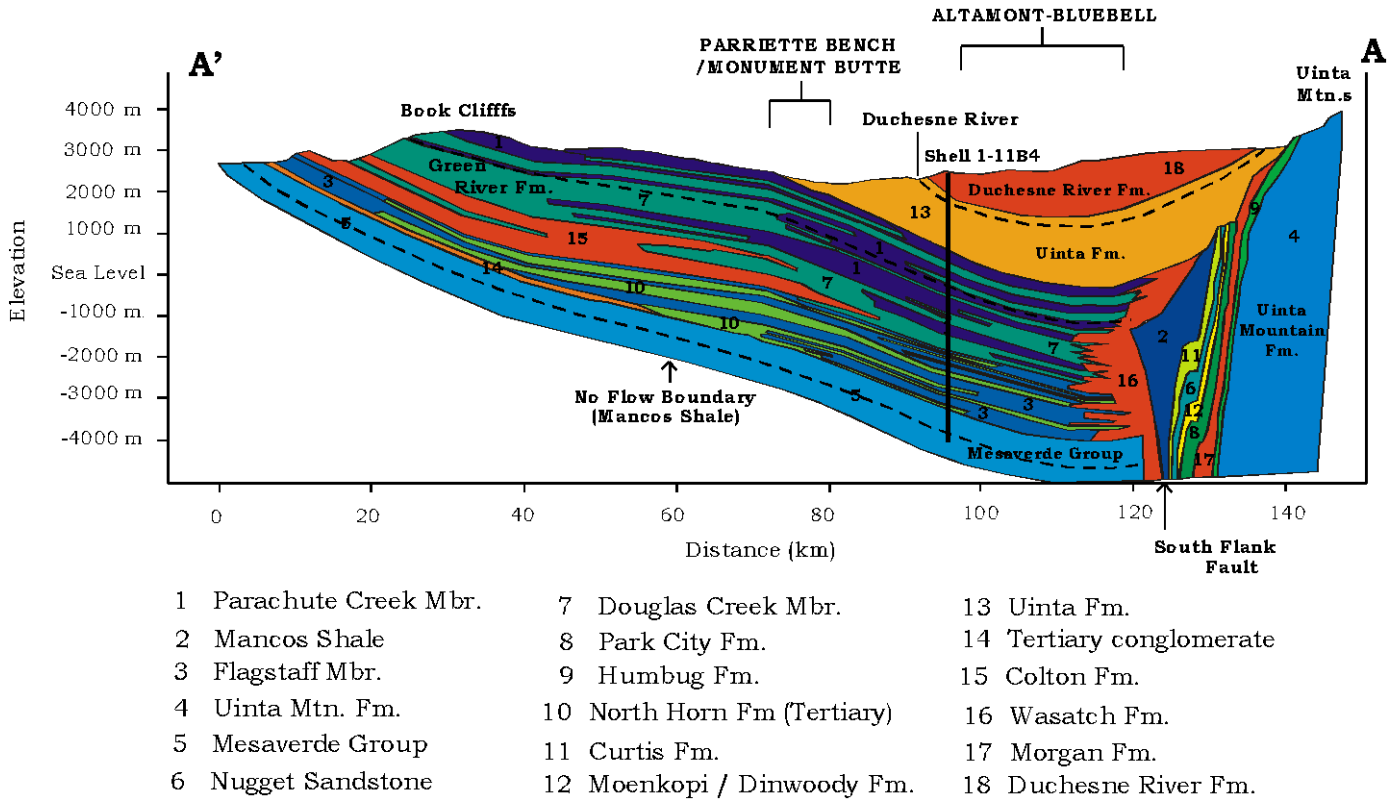 ALTAMONT-BLUEBELL
A'
PARRIETTE BENCH
/MONUMENT BUTTE
A
Uinta
Mtn.s
4000 m
3000 m
2000 m
1000 m
Sea Level
-1000 m
-2000 m
-3000 m
-4000 m
Elevation
Book Clifffs
Duchesne River
Shell 1-11B4
1
Green
River Fm.
3
7
5
15
14
10
10
13
1
1
7
18
Duchesne River Fm.
Uinta Fm.
9
4
7
2
16
11
6
12
8
17
Uinta
Mountain
Fm.
3
3
5
Mesaverde Group
No Flow Boundary
(Mancos Shale)
0
20
40
60
80
100
120
140
Distance (km)
South Flank
Fault
1 Parachute Creek Mbr.
2 Mancos Shale
3 Flagstaff Mbr.
4 Uinta Mtn. Fm.
5 Mesaverde Group
6 Nugget Sandstone
7 Douglas Creek Mbr.
8 Park City Fm.
9 Humbug Fm.
10 North Horn Fm (Tertiary)
11 Curtis Fm.
12 Moenkopi / Dinwoody Fm.
13 Uinta Fm.
14 Tertiary conglomerate
15 Colton Fm.
16 Wasatch Fm.
17 Morgan Fm.
18 Duchesne River Fm.